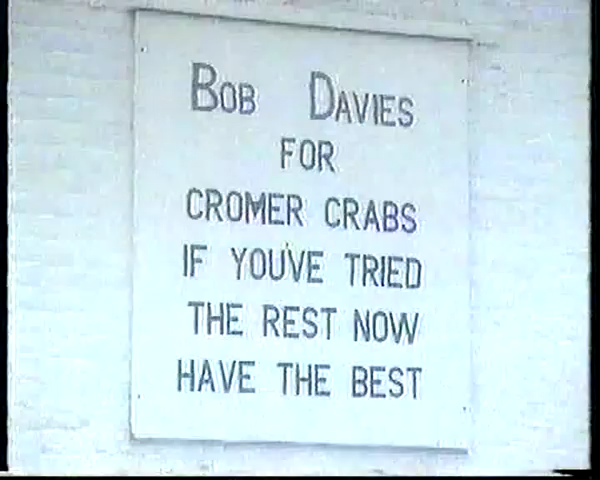 BOB DAVIES
FOR
CROMER CRABS
IF YOU'VE TRIED
THE REST NOW
HAVE THE BEST